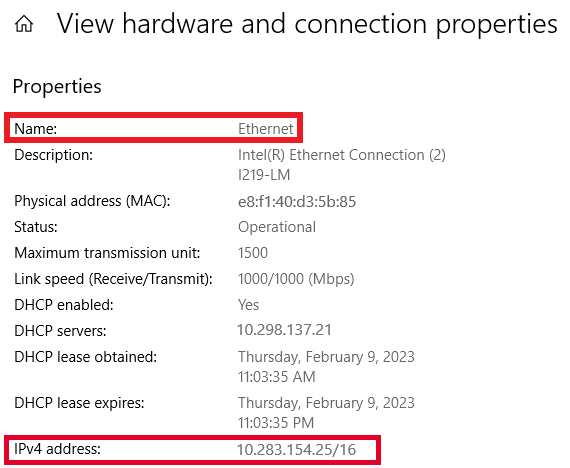 View hardware and connection properties
Properties
Name: Ethernet
Description: Intel(R) Ethernet Connection (2)
I219-LM
Physical address (MAC): e8:f1:40:d3:5b:85
Status: Operational
Maximum transmission unit: 1500
Link speed (Receive/Transmit): 1000/1000 (Mbps)
DHCP enabled: Yes
DHCP servers: 10.298.137.21
DHCP lease obtained: Thursday, February 9, 2023
11:03:35 AM
DHCP lease expires: Thursday, February 9, 2023
11:03:35 PM
IPv4 address: 10.283.154.25/16